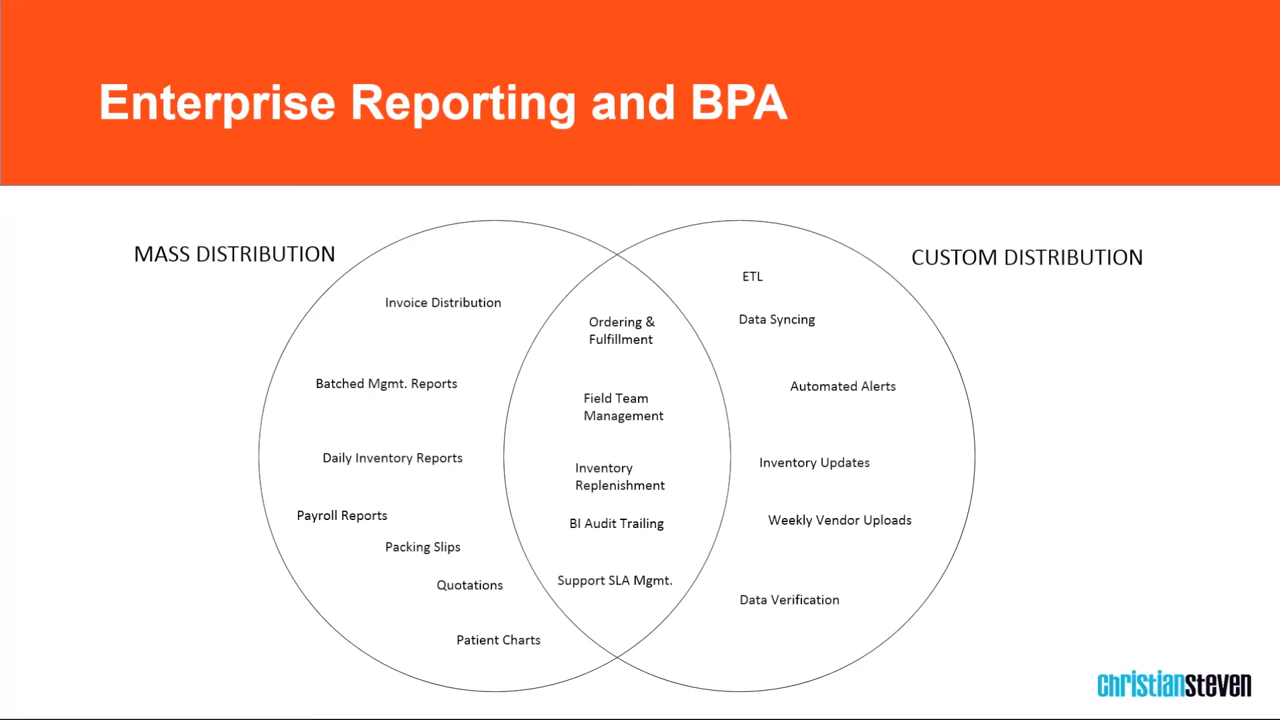 Enterprise Reporting and BPA
MASS DISTRIBUTION
Invoice Distribution
Batched Mgmt. Reports
Daily Inventory Reports
Payroll Reports
Packing Slips
Quotations
Patient Charts
Ordering &
Fulfillment
Field Team
Management
Inventory
Replenishment
BI Audit Trailing
Support SLA Mgmt.
CUSTOM DISTRIBUTION
ETL
Data Syncing
Automated Alerts
Inventory Updates
Weekly Vendor Uploads
Data Verification
christiansteven